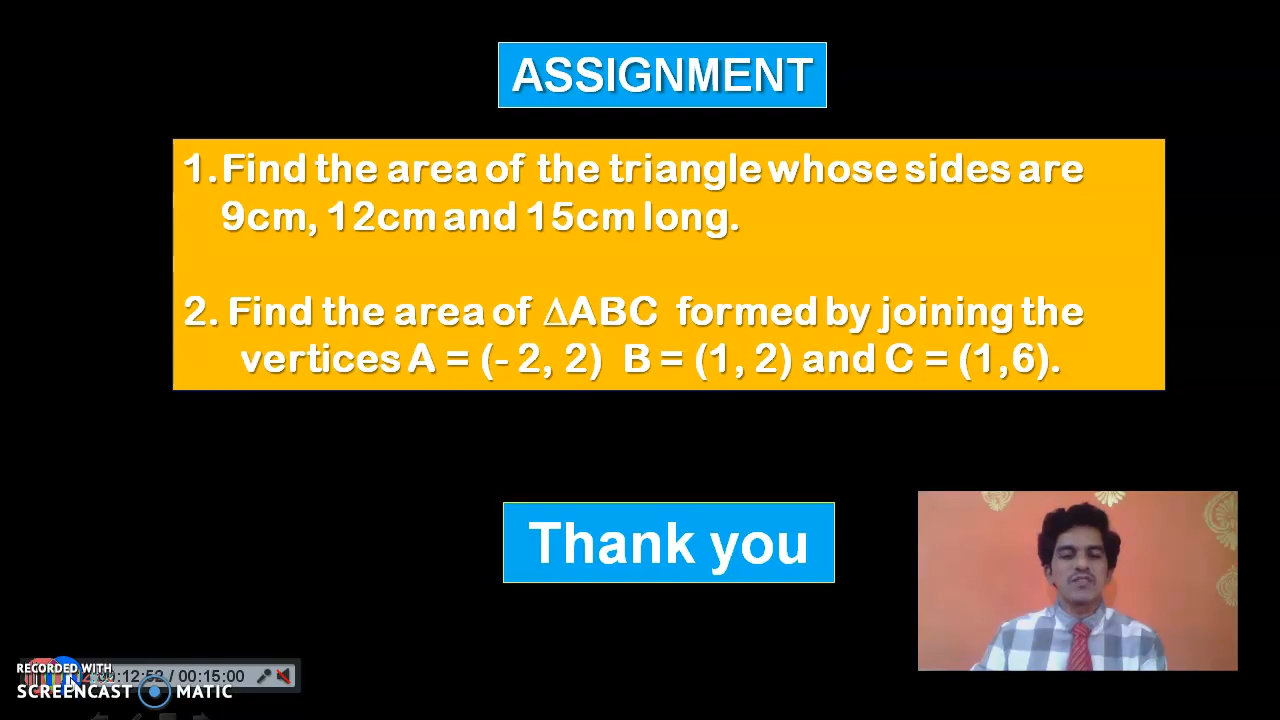 ASSIGNMENT
1. Find the area of the triangle whose sides are
9cm, 12cm and 15cm long.
2. Find the area of ∆ABC formed by joining the
vertices A = (- 2, 2) B = (1, 2) and C = (1,6).
Thank you
RECORDED WITH
:12:52 / 00:15:00
SCREENCAST MATIC